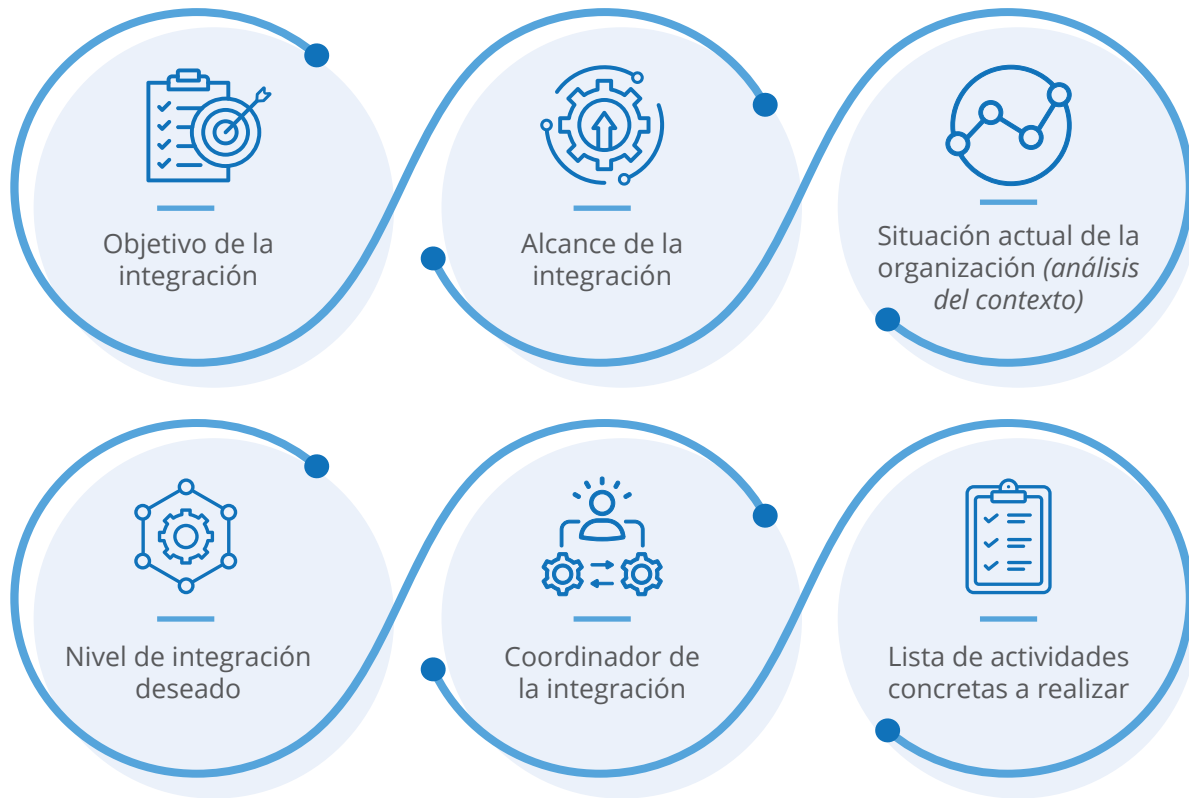 Objetivo de la
integración
Alcance de la
integración
Situación actual de la
organización (análisis
del contexto)
Nivel de integración
deseado
Coordinador de
la integración
Lista de actividades
concretas a realizar